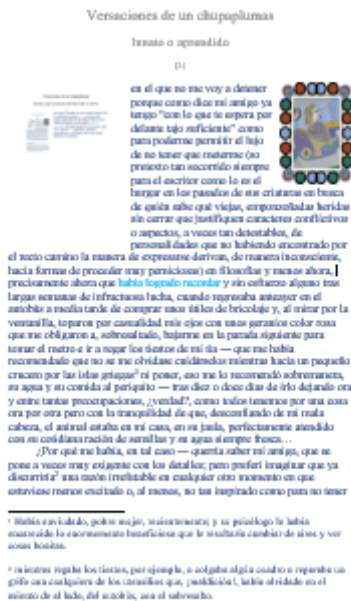 Versaciones de un chupaplumas
Innato o aprendido
[1]
en el que no me voy a detener
porque como dice mi amigo ya
tengo "con lo que te espera por
delante tajo suficiente" como
para poderme permitir el lujo
de no tener que meterme (so
pretexto tan socorrido siempre
para el escritor como lo es el
hurgar en los pasados de sus criaturas en busca
de quién sabe qué viejas, emponzoñadas heridas
sin cerrar que justifiquen caracteres conflictivos
o aspectos, a veces tan detestables, de
personalidades que no habiendo encontrado por
el recio camino la manera de expresarse derivan, de manera inconsciente,
hacia formas de proceder muy perniciosas) en filosofías y menos ahora,
precisamente ahora que había logrado recordar y sin esfuerzo alguno tras
largas semanas de infructuosa lucha, cuando regresaba anteayer en el
autobús a media tarde de comprar unos útiles de bricolaje y, al mirar por la
ventanilla, toparon por casualidad mis ojos con unos geranios color rosa
que me obligaron a, sobresaltado, bajarme en la parada siguiente para
tomar el metro e ir a regar los tiestos de mi tía — que me había
recomendado que no se me olvidase cuidárselos mientras hacía un pequeño
crucero por las islas griegas¹ ni poner, eso me lo recomendó sobremanera,
su agua y su comida al periquito — tras diez o doce días de irlo dejando ora
y entre tantas preocupaciones, ¿verdad?, como todos tenemos por una cosa
ora por otra pero con la tranquilidad de que, desconfiando de mi mala
cabeza, el animal estaba en mi casa, en su jaula, perfectamente atendido
con su cotidiana ración de semillas y su agua siempre fresca…
¿Por qué me había, en tal caso — quería saber mi amigo, que se
pone a veces muy exigente con los detalles; pero preferí imaginar que ya
discurriría² una razón irrefutable en cualquier otro momento en que
estuviese menos excitado o, al menos, no tan inspirado como para no tener
¹ Había enviudado, pobre mujer, recientemente; y su psicólogo le había
enormemente beneficioso que le resultaría cambiar de aires y ver
cosas bonitas.
² mientras regaba los tiestos, por ejemplo, o colgaba algún cuadro o reparaba un
grifo con cualquiera de los utensilios que, ¡maldición!, había olvidado en el
asiento de al lado, del autobús, con el sobresalto.